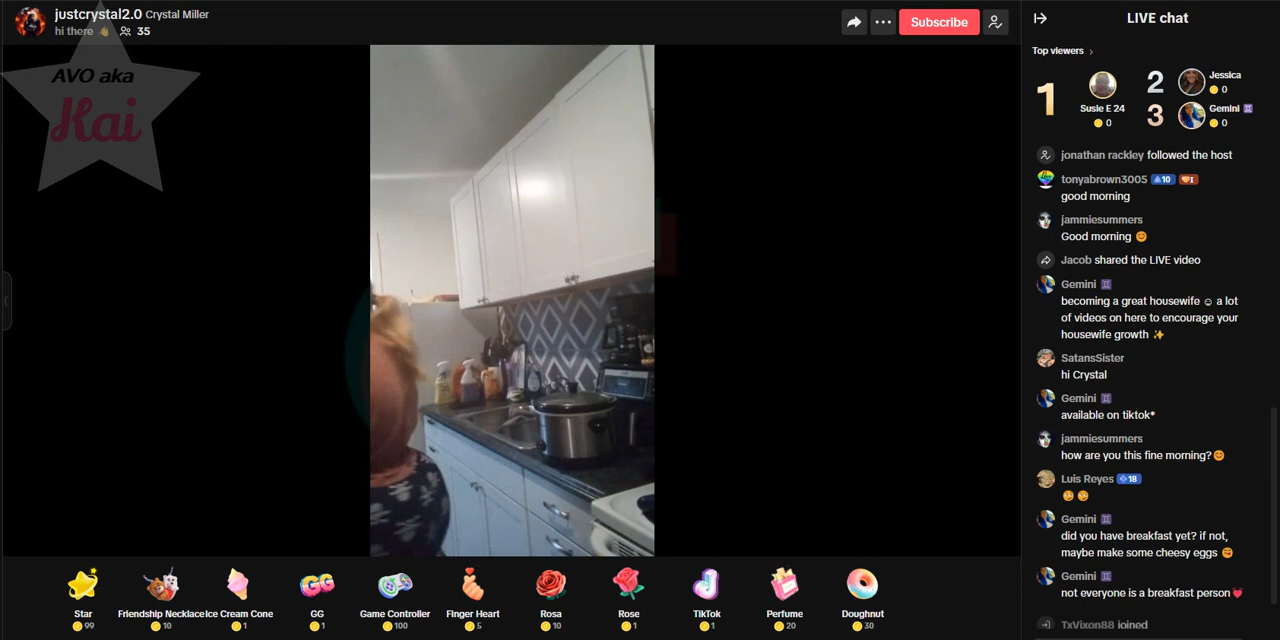 justcrystal2.0 Crystal Miller
hi there 👋 35
Subscribe
LIVE chat
AVO aka
Kai
Top viewers ›
1
Susie E 24
0
2
Jessica
0
3
Gemini ♊
0
jonathan rackley followed the host
tonyabrown3005 10 I
good morning
jammiesummers
Good morning 😊
Jacob shared the LIVE video
Gemini ♊
becoming a great housewife ☺ a lot
of videos on here to encourage your
housewife growth ✨
SatansSister
hi Crystal
Gemini ♊
available on tiktok*
jammiesummers
how are you this fine morning?😊
Luis Reyes 18
Gemini ♊
did you have breakfast yet? if not,
maybe make some cheesy eggs 🥰
Gemini ♊
not everyone is a breakfast person💓
TxVixon88 joined
GG
Star
Friendship Necklace
Ice Cream Cone
GG
Game Controller
Finger Heart
Rosa
Rose
TikTok
Perfume
Doughnut
99
10
1
1
100
5
10
1
1
20
30